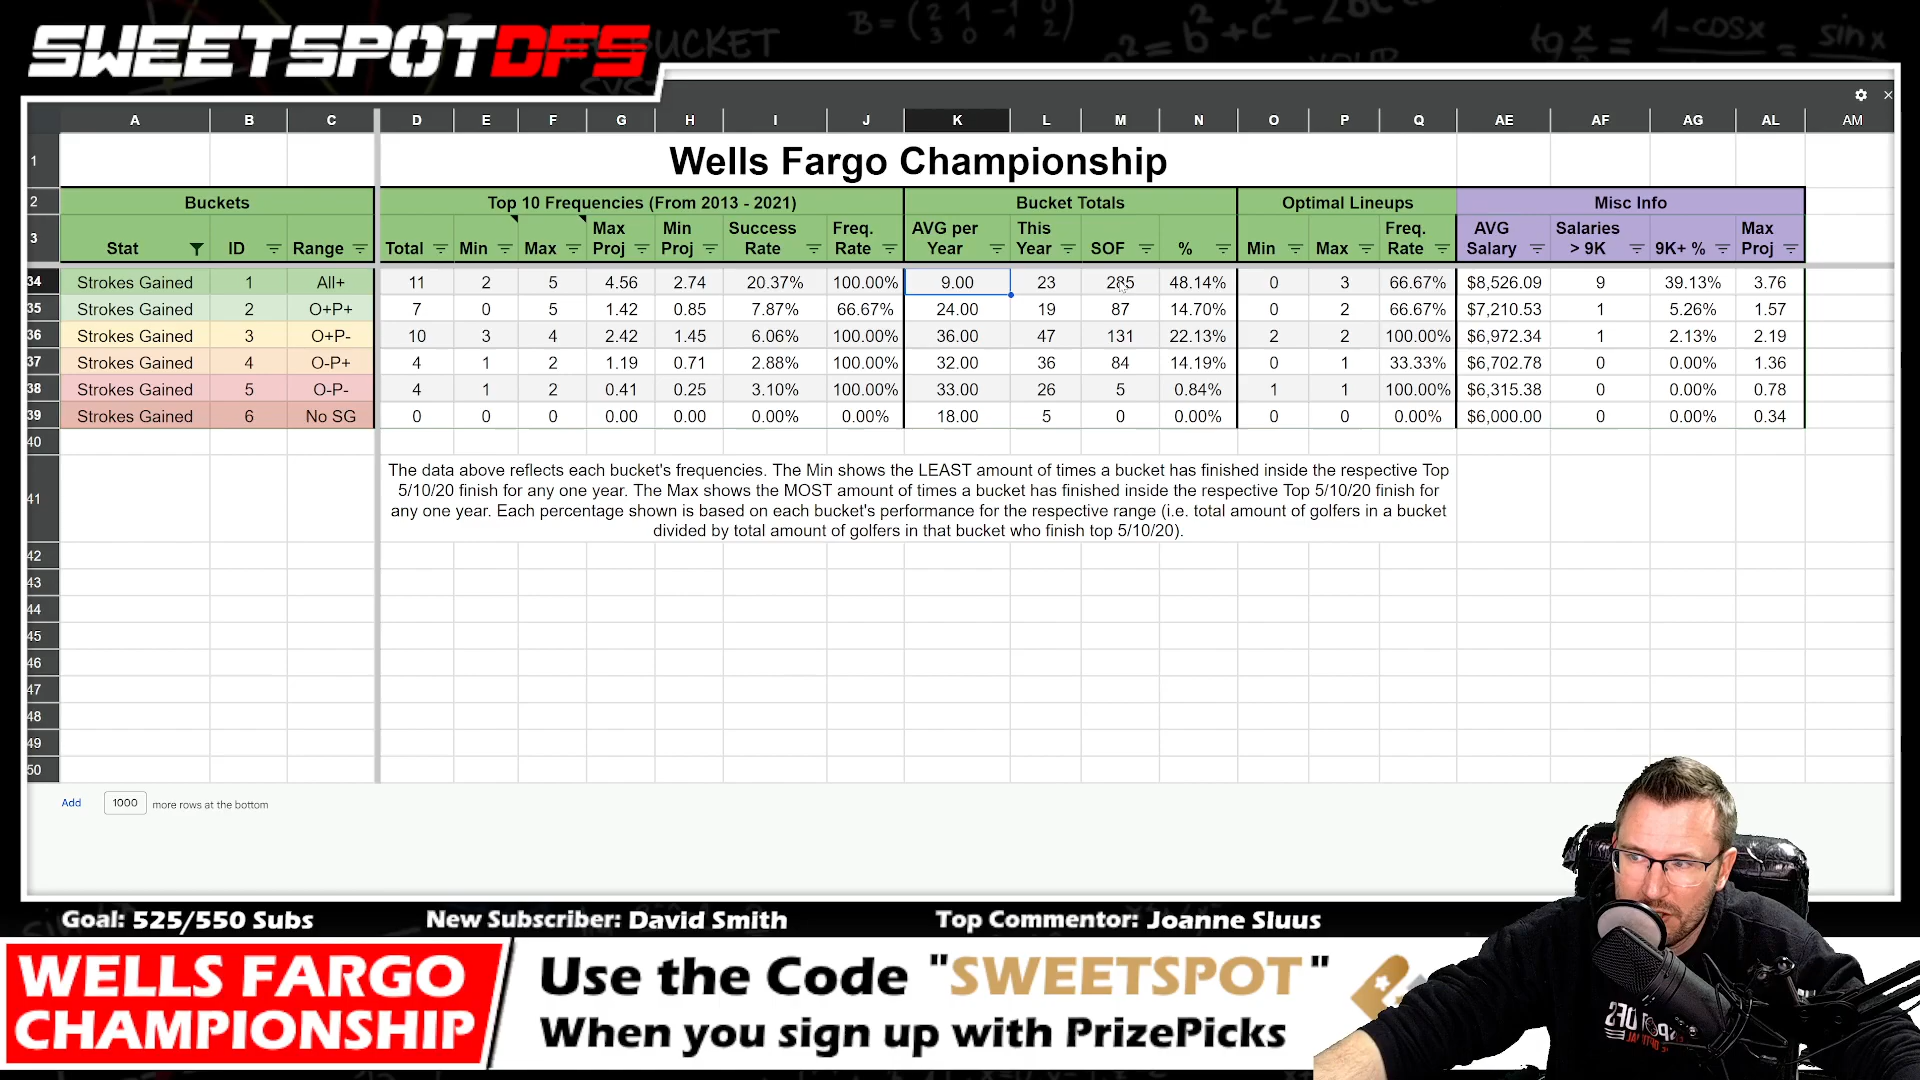 SWEETSPOTDFS
A B C D E F G H I J K L M N O P Q AE AF AG AL AM
1 Wells Fargo Championship
2 Buckets Top 10 Frequencies (From 2013 - 2021) Bucket Totals Optimal Lineups Misc Info
3 Stat ID Range Total Min Max Max Proj Min Proj Success Rate Freq. Rate AVG per Year This Year SOF % Min Max Freq. Rate AVG Salary Salaries > 9K 9K+ % Max Proj
34 Strokes Gained 1 All+ 11 2 5 4.56 2.74 20.37% 100.00% 9.00 23 285 48.14% 0 3 66.67% $8,526.09 9 39.13% 3.76
35 Strokes Gained 2 O+P+ 7 0 5 1.42 0.85 7.87% 66.67% 24.00 19 87 14.70% 0 2 66.67% $7,210.53 1 5.26% 1.57
36 Strokes Gained 3 O+P- 10 3 4 2.42 1.45 6.06% 100.00% 36.00 47 131 22.13% 2 2 100.00% $6,972.34 1 2.13% 2.19
37 Strokes Gained 4 O-P+ 4 1 2 1.19 0.71 2.88% 100.00% 32.00 36 84 14.19% 0 1 33.33% $6,702.78 0 0.00% 1.36
38 Strokes Gained 5 O-P- 4 1 2 0.41 0.25 3.10% 100.00% 33.00 26 5 0.84% 1 1 100.00% $6,315.38 0 0.00% 0.78
39 Strokes Gained 6 No SG 0 0 0 0.00 0.00 0.00% 0.00% 18.00 5 0 0.00% 0 0 0.00% $6,000.00 0 0.00% 0.34
40
The data above reflects each bucket's frequencies. The Min shows the LEAST amount of times a bucket has finished inside the respective Top
5/10/20 finish for any one year. The Max shows the MOST amount of times a bucket has finished inside the respective Top 5/10/20 finish for
41
any one year. Each percentage shown is based on each bucket's performance for the respective range (i.e. total amount of golfers in a bucket
divided by total amount of golfers in that bucket who finish top 5/10/20).
42
43
44
45
46
47
48
49
50
Add 1000 more rows at the bottom
Goal: 525/550 Subs New Subscriber: David Smith Top Commentor: Joanne Sluus
WELLS FARGO
CHAMPIONSHIP
Use the Code "SWEETSPOT"
When you sign up with PrizePicks